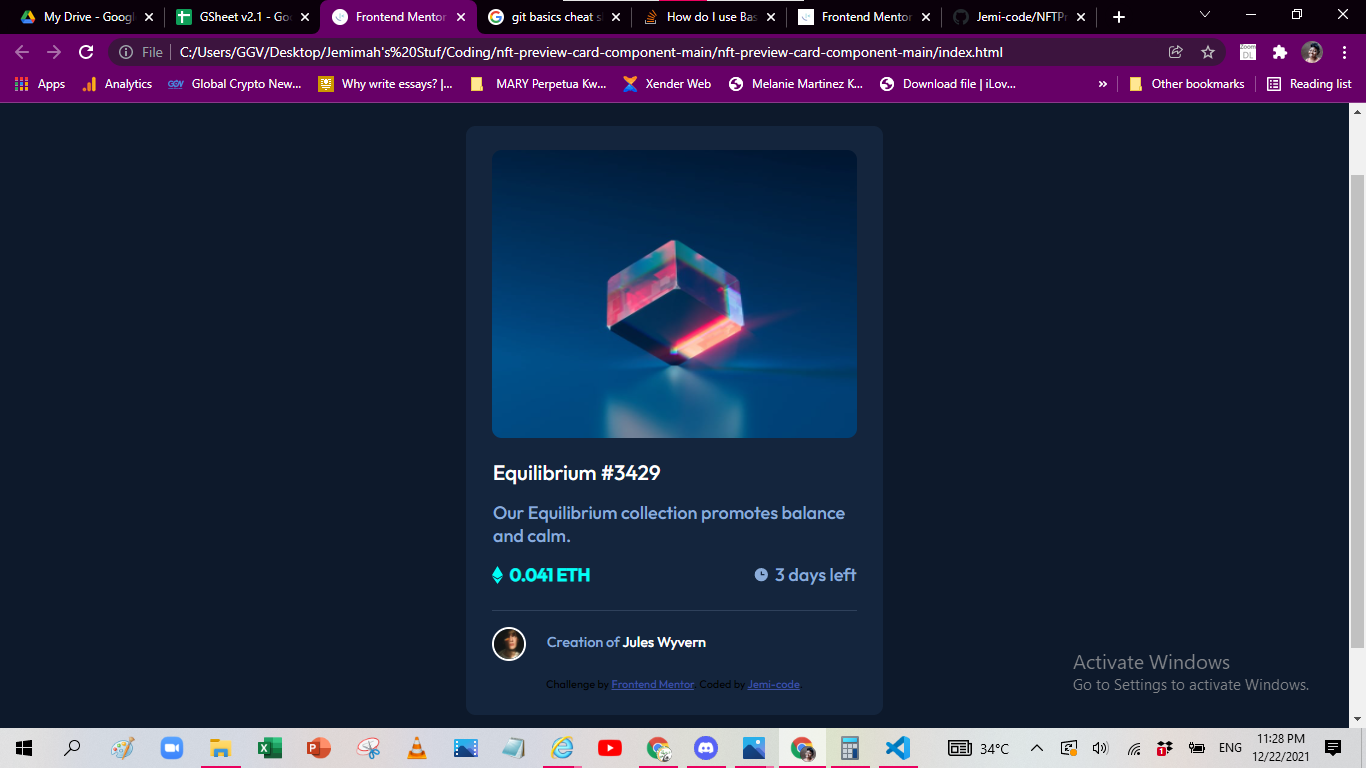 My Drive - Goog
GSheet v2.1 - Go
Frontend Mentor
git basics cheat s
How do I use Bas
Frontend Mentor
Jemi-code/NFTPr
File
C:/Users/GGV/Desktop/Jemimah's%20Stuf/Coding/nft-preview-card-component-main/nft-preview-card-component-main/index.html
Zoom
DL
Apps
Analytics
GGV
Global Crypto New...
Why write essays? |...
MARY Perpetua Kw...
Xender Web
Melanie Martinez K...
Download file | iLov...
»
Other bookmarks
Reading list
Equilibrium #3429
Our Equilibrium collection promotes balance
and calm.
0.041 ETH
3 days left
Creation of Jules Wyvern
Challenge by Frontend Mentor. Coded by Jemi-code.
Activate Windows
Go to Settings to activate Windows.
34°C
ENG
11:28 PM
12/22/2021